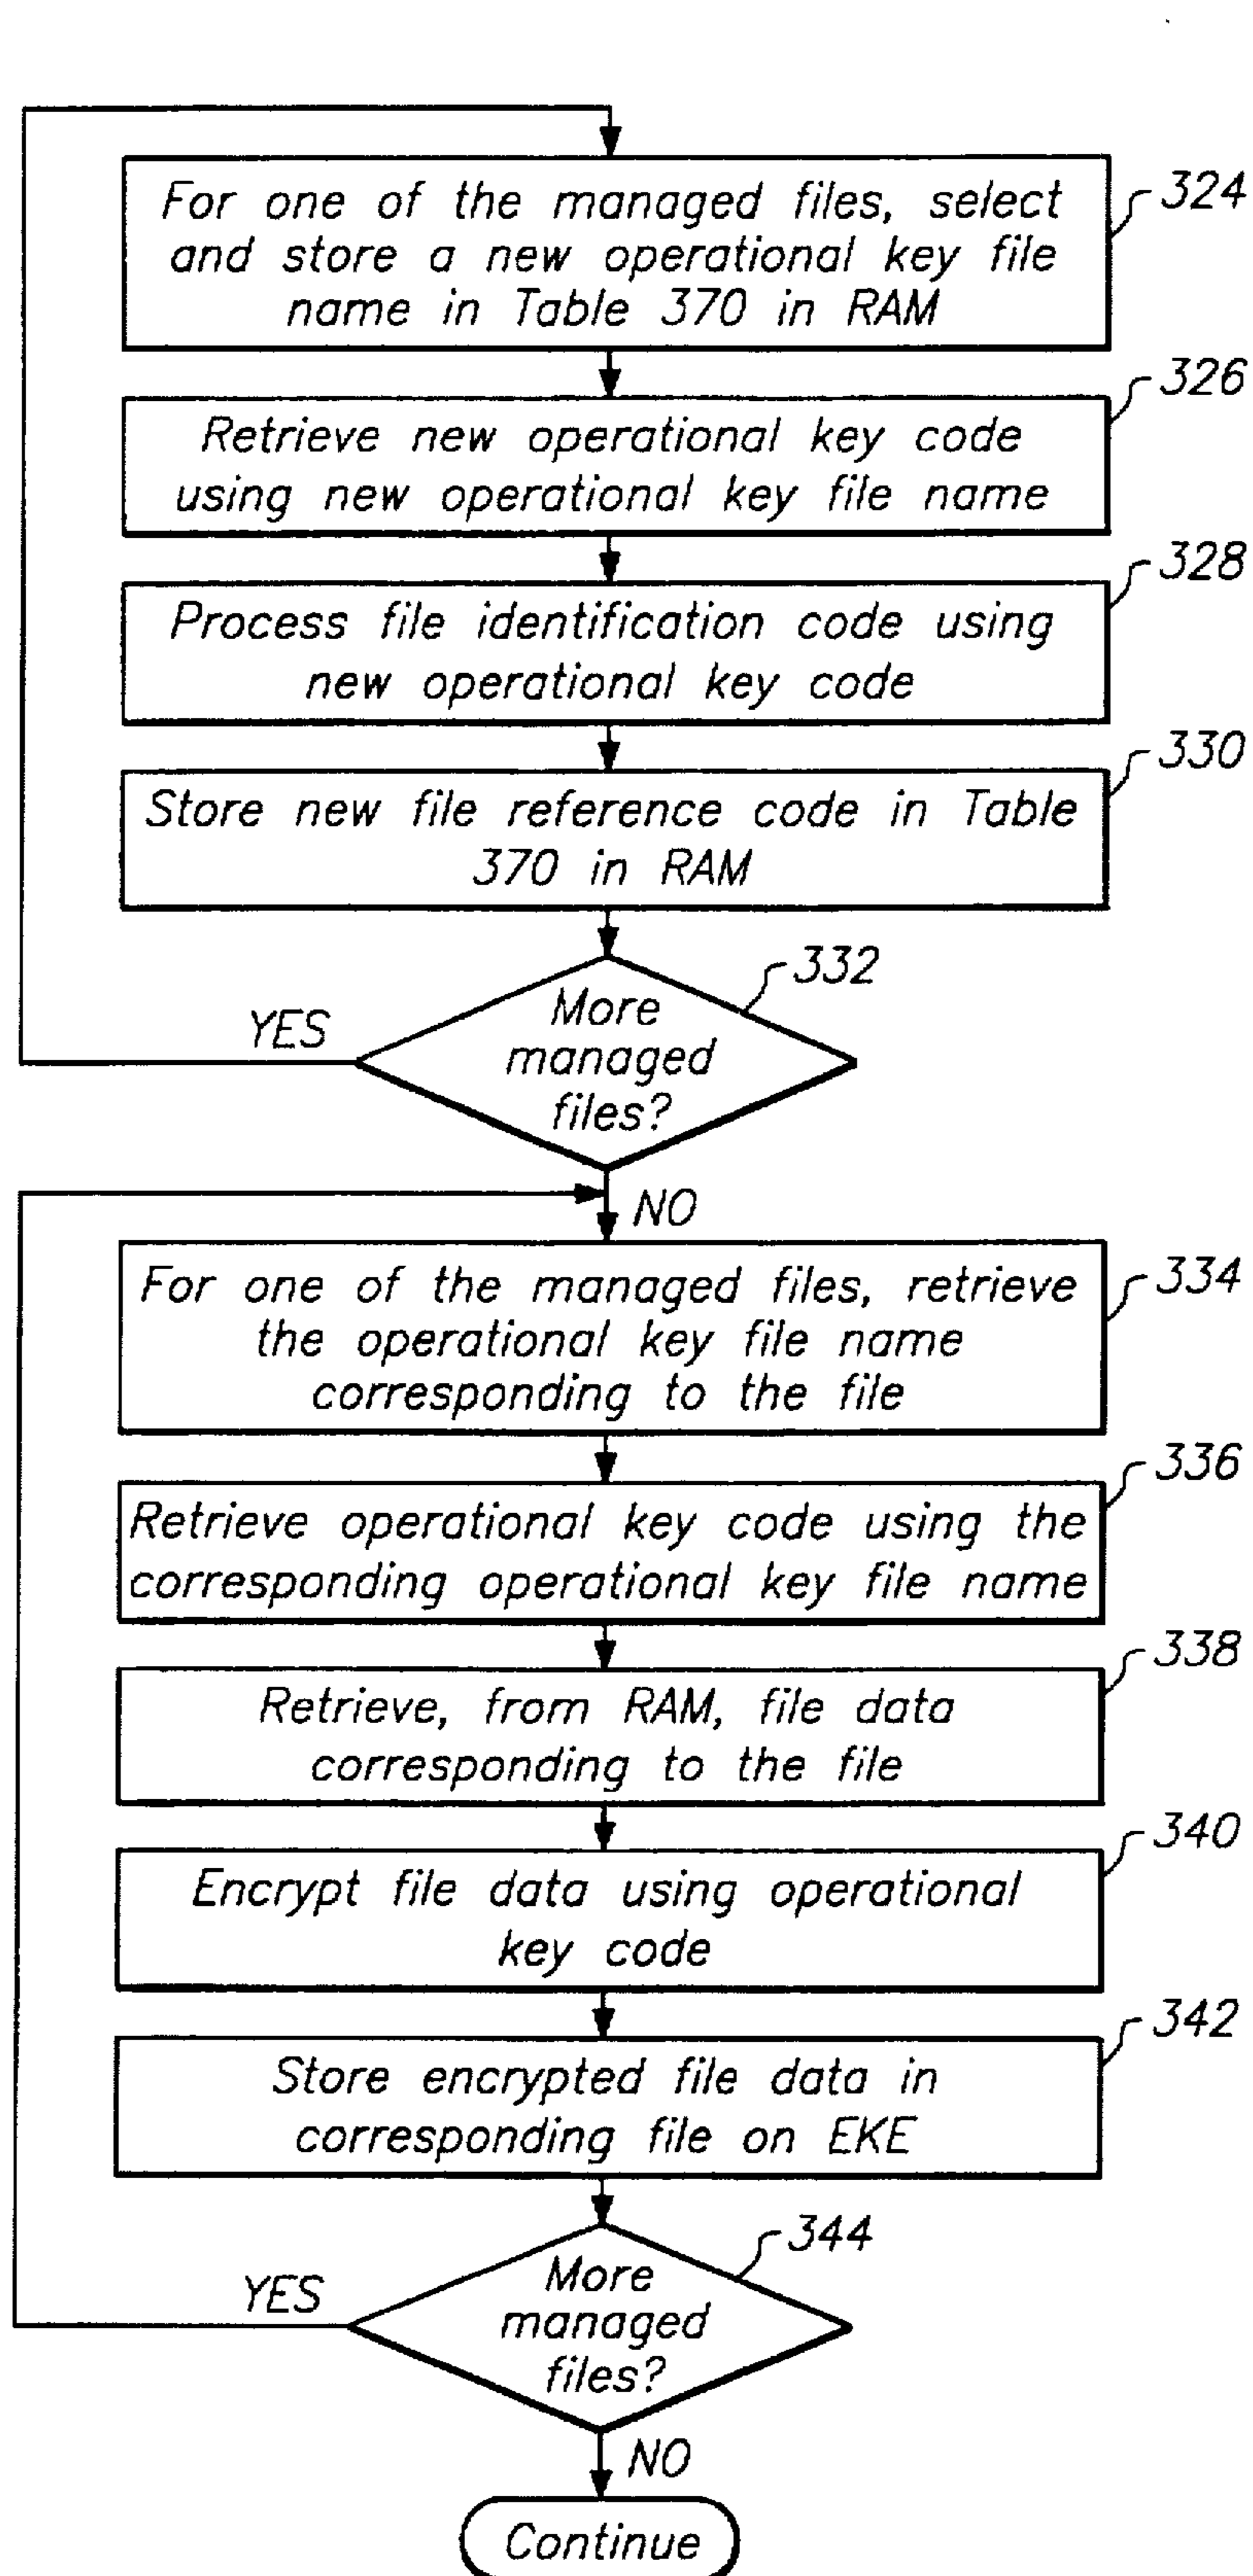 For one of the managed files, select
and store a new operational key file
name in Table 370 in RAM
324
Retrieve new operational key code
using new operational key file name
326
Process file identification code using
new operational key code
328
Store new file reference code in Table
370 in RAM
330
More
managed
files?
332
YES
NO
For one of the managed files, retrieve
the operational key file name
corresponding to the file
334
Retrieve operational key code using the
corresponding operational key file name
336
Retrieve, from RAM, file data
corresponding to the file
338
Encrypt file data using operational
key code
340
Store encrypted file data in
corresponding file on EKE
342
More
managed
files?
344
YES
NO
Continue